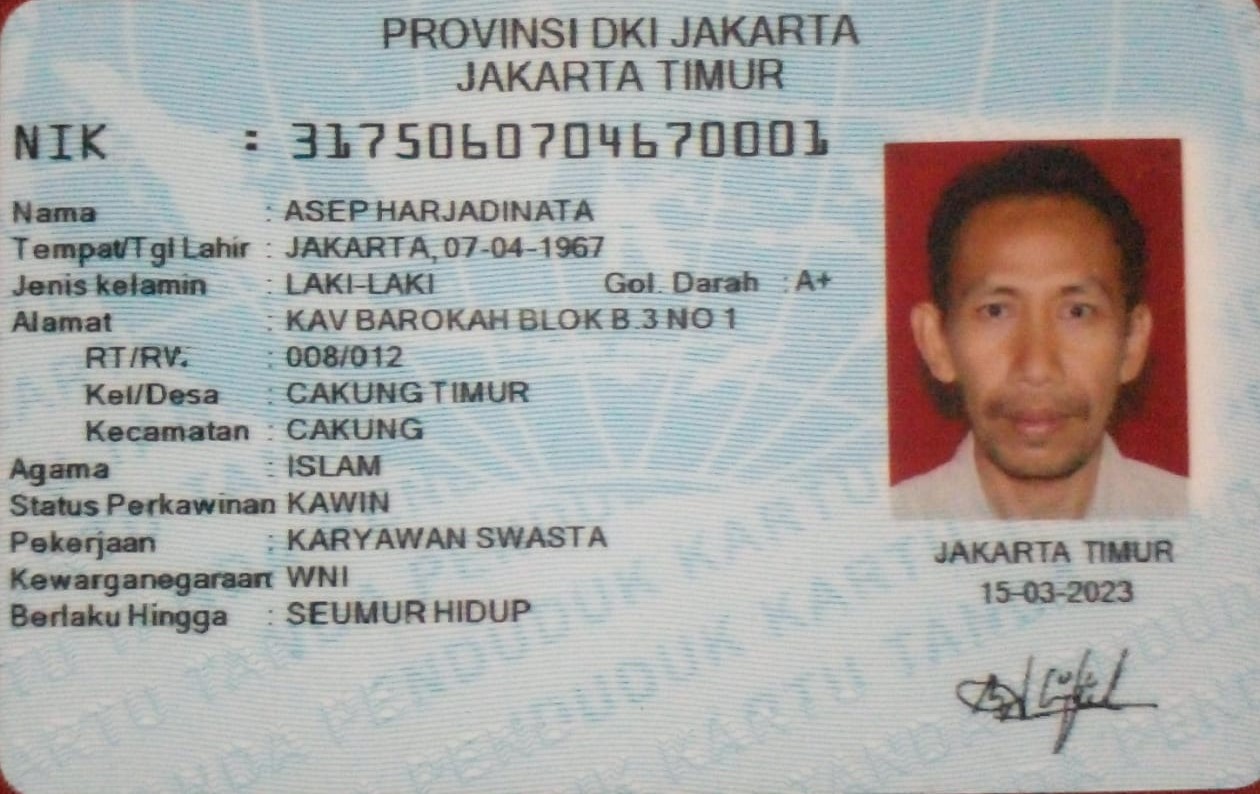 PROVINSI DKI JAKARTA
JAKARTA TIMUR
NIK : 3175060704670001
Nama : ASEP HARJADINATA
Tempat/Tgl Lahir : JAKARTA, 07-04-1967
Jenis kelamin : LAKI-LAKI Gol. Darah : A+
Alamat : KAV BAROKAH BLOK B.3 NO 1
RT/RW : 008/012
Kel/Desa : CAKUNG TIMUR
Kecamatan : CAKUNG
Agama : ISLAM
Status Perkawinan KAWIN
Pekerjaan : KARYAWAN SWASTA
Kewarganegaraan WNI
Berlaku Hingga : SEUMUR HIDUP
JAKARTA TIMUR
15-03-2023